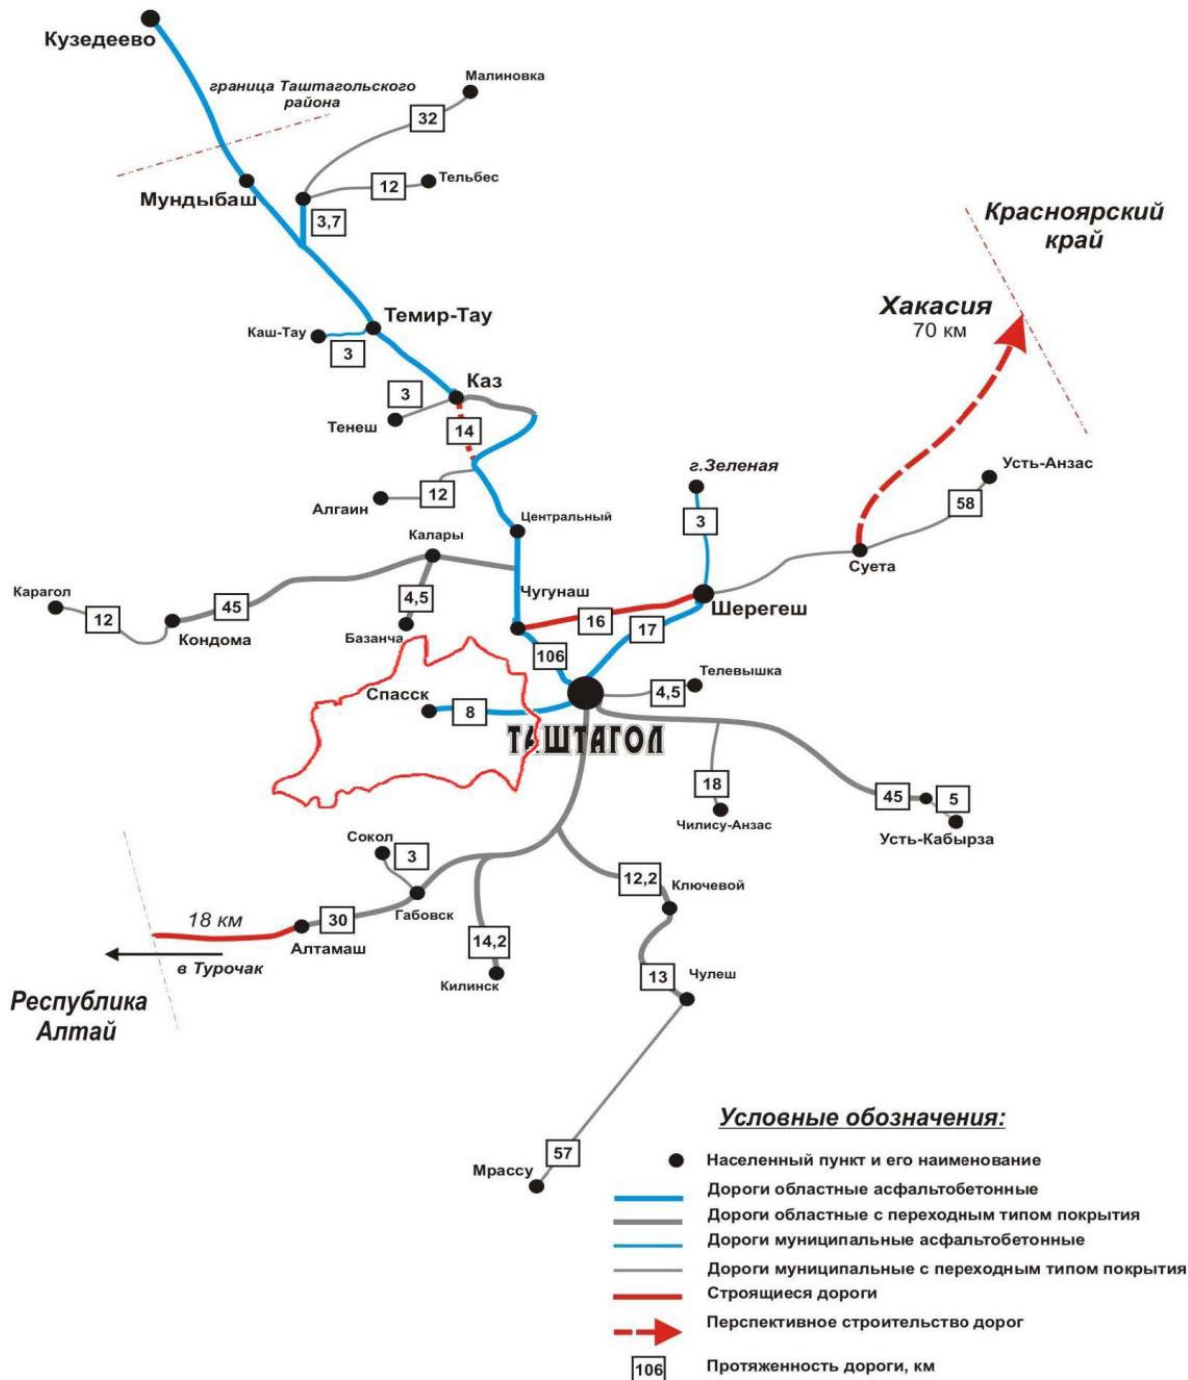 Кузедеево
граница Таштагольского
района
Малиновка
32
Тельбес
12
Мундыбаш
3,7
Красноярский
край
Хакасия
70 км
Темир-Тау
Каш-Тау
3
Каз
3
Тенеш
14
г.Зеленая
Усть-Анзас
12
Алгаин
58
3
Центральный
Калары
Суета
Карагол
Чугунаш
4,5
45
12
Шерегеш
16
17
Кондома
Базанча
106
Телевышка
4,5
Спасск
8
ТАШТАГОЛ
18
45
5
Чилису-Анзас
Усть-Кабырза
Сокол
3
12,2
Ключевой
Габовск
18 км
30
Алтамаш
14,2
в Турочак
13
Чулеш
Килинск
Республика
Алтай
57
Мрассу
Условные обозначения:
Населенный пункт и его наименование
Дороги областные асфальтобетонные
Дороги областные с переходным типом покрытия
Дороги муниципальные асфальтобетонные
Дороги муниципальные с переходным типом покрытия
Строящиеся дороги
Перспективное строительство дорог
106
Протяженность дороги, км